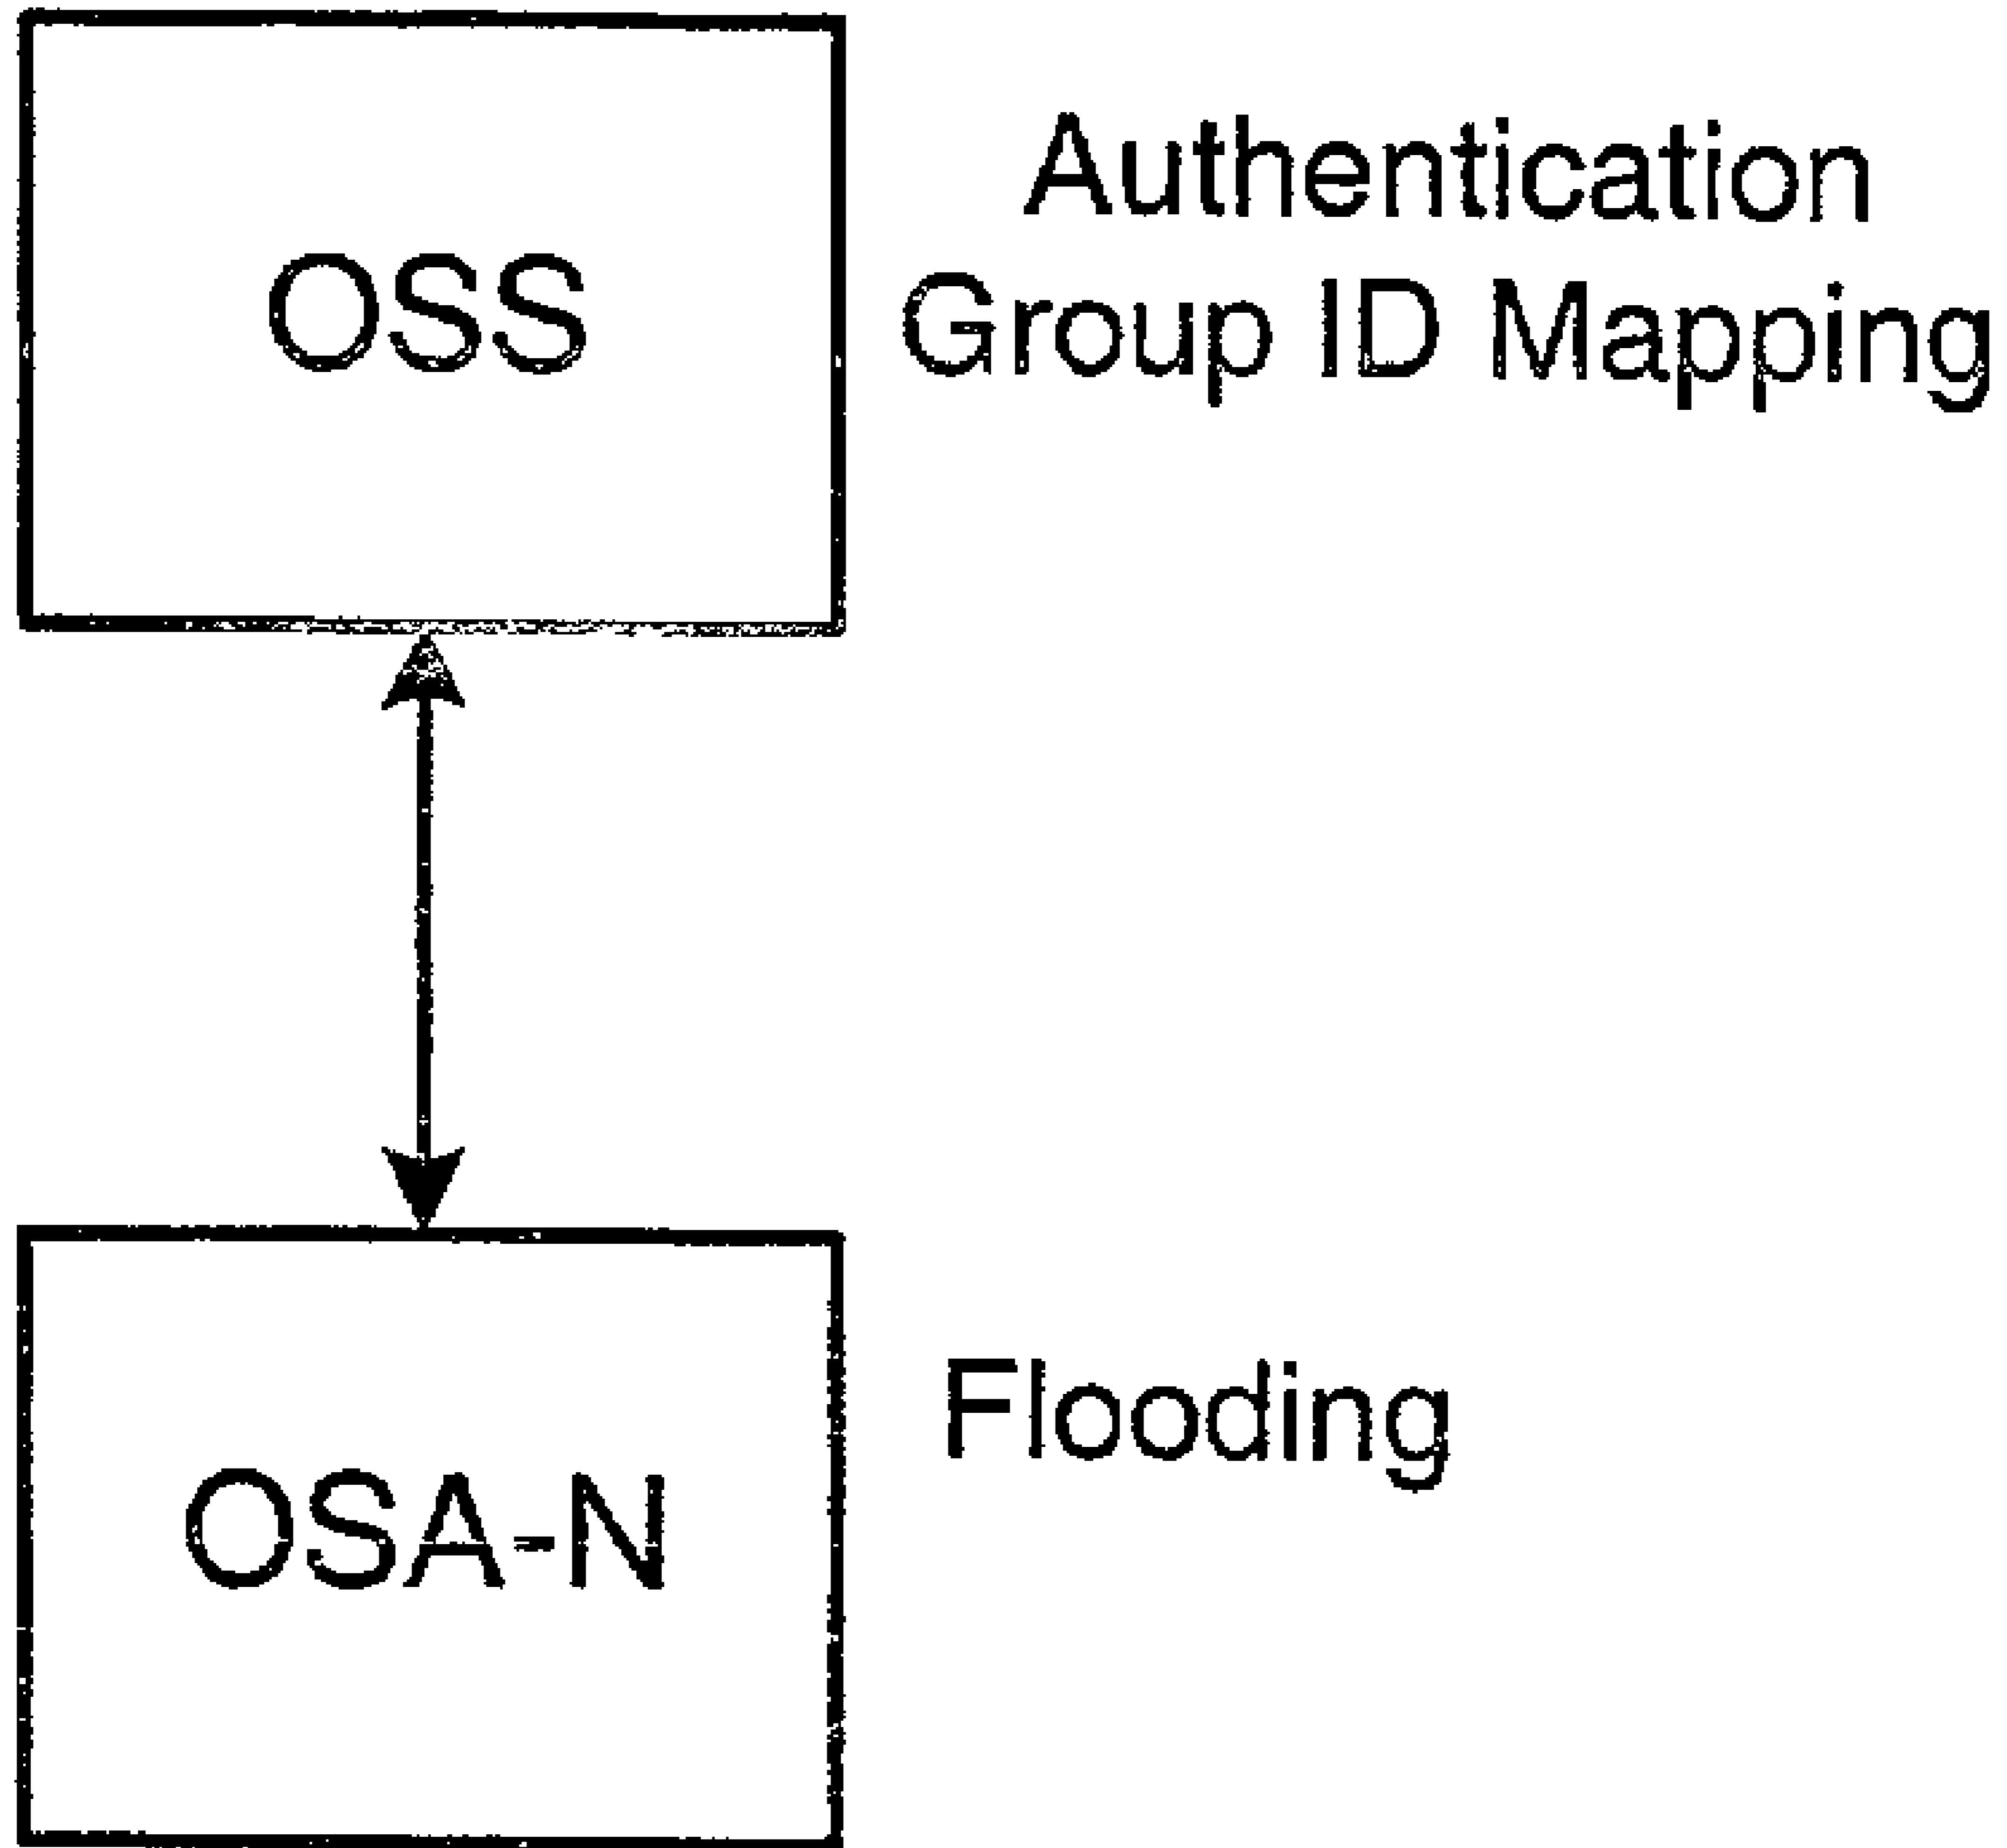 Authentication
OSS
Group ID Mapping
Flooding
OSA-N